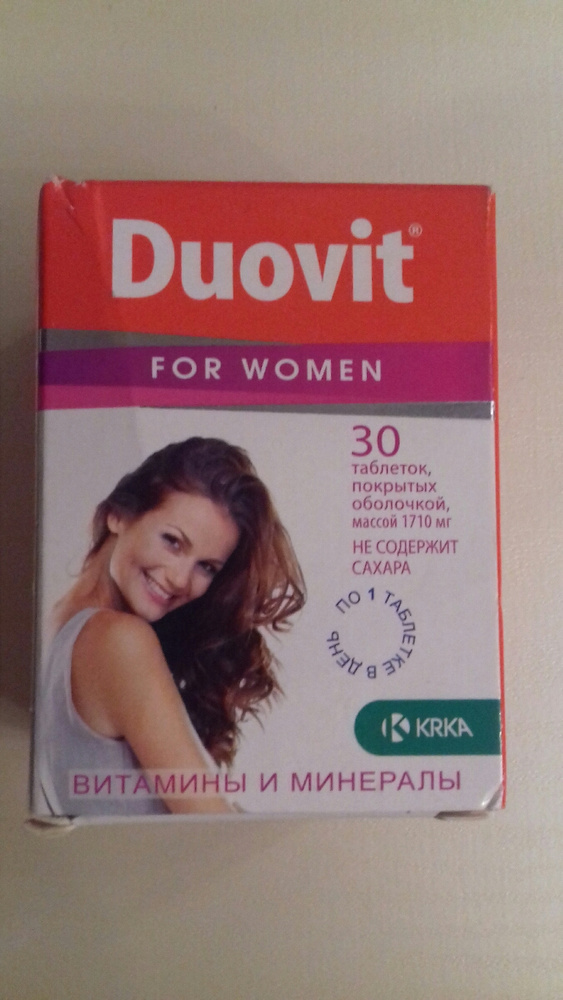 Duovit®
FOR WOMEN
30
таблеток,
покрытых
оболочкой,
массой 1710 мг
НЕ СОДЕРЖИТ
САХАРА
ПО 1 ТАБЛЕТКЕ В ДЕНЬ
KRKA
ВИТАМИНЫ И МИНЕРАЛЫ